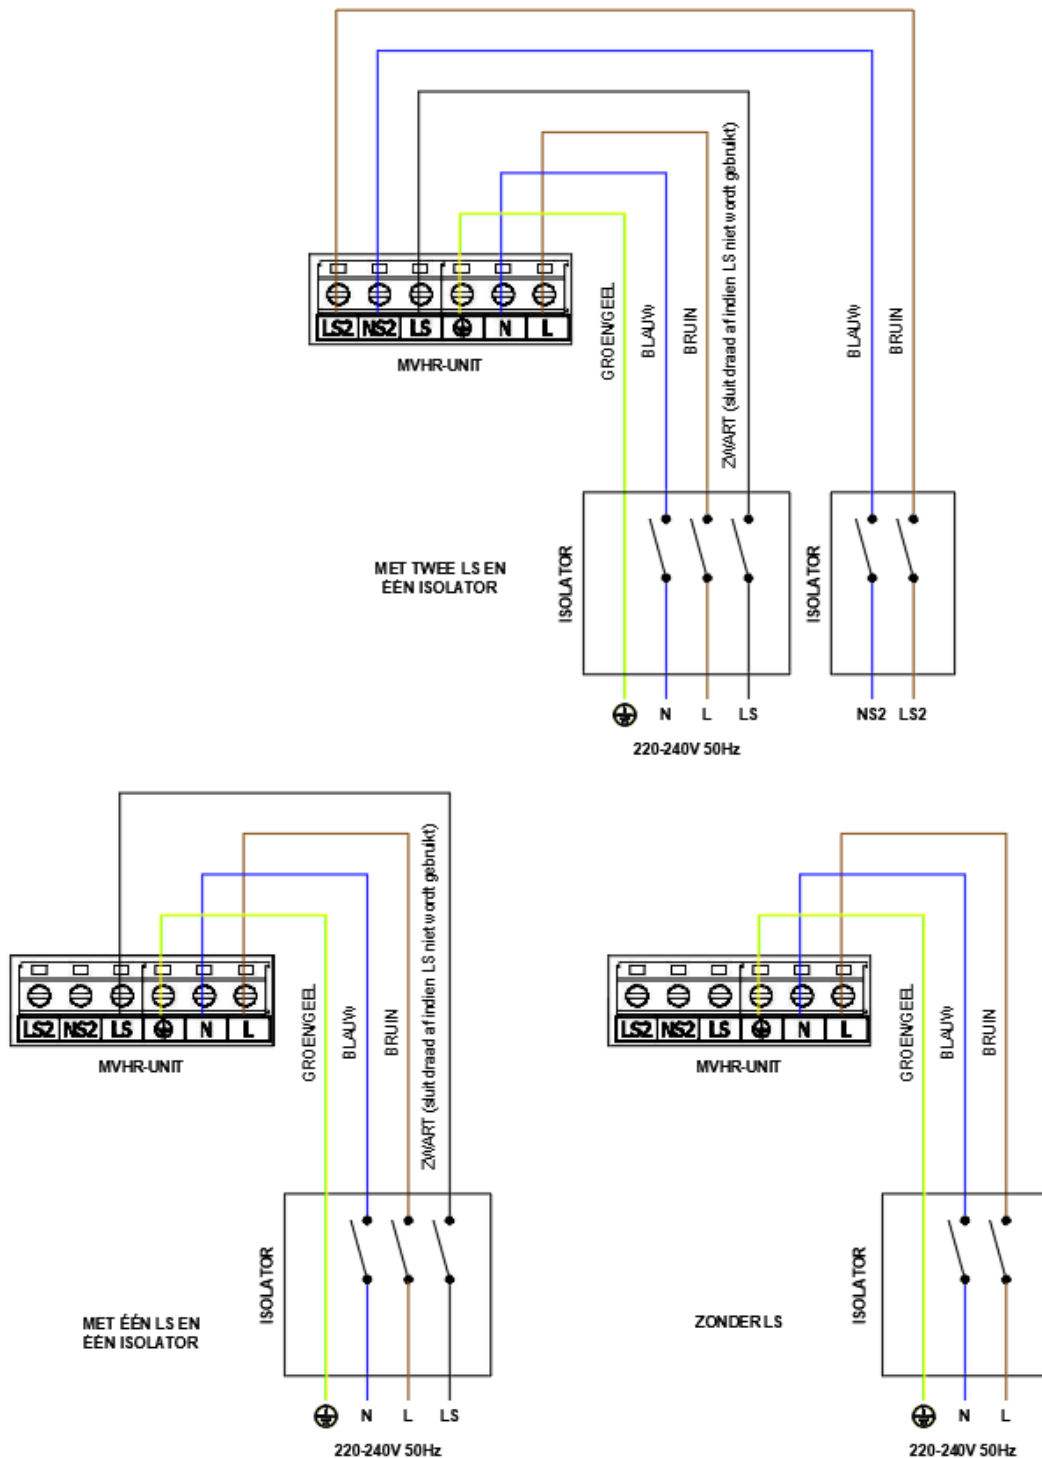 LS2 NS2 LS N L
MVHR-UNIT
GROEN/GEEL
BLAUW
BRUIN
ZWART (sluit draad af indien LS niet wordt gebruikt)
BLAUW
BRUIN
MET TWEE LS EN
ÉÉN ISOLATOR
ISOLATOR
ISOLATOR
N L LS NS2 LS2
220-240V 50Hz
LS2 NS2 LS N L
MVHR-UNIT
GROEN/GEEL
BLAUW
BRUIN
ZWART (sluit draad af indien LS niet wordt gebruikt)
MET ÉÉN LS EN
ÉÉN ISOLATOR
ISOLATOR
N L LS
220-240V 50Hz
LS2 NS2 LS N L
MVHR-UNIT
GROEN/GEEL
BLAUW
BRUIN
ZONDER LS
ISOLATOR
N L
220-240V 50Hz